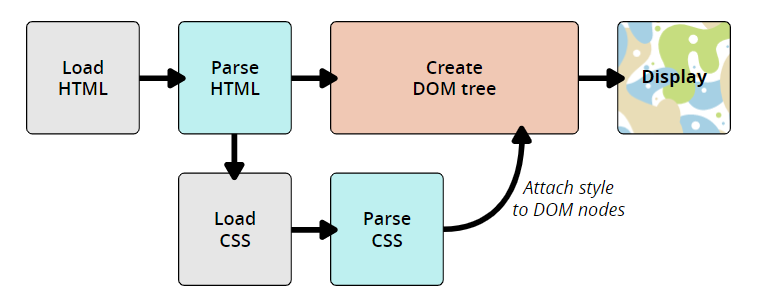 Load
HTML
Parse
HTML
Create
DOM tree
Display
Load
CSS
Parse
CSS
Attach style
to DOM nodes